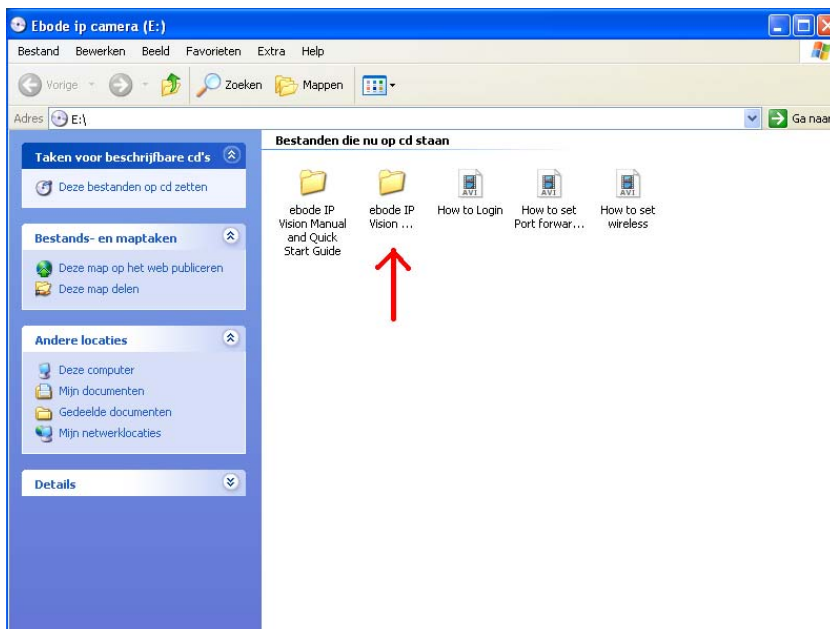 Ebode ip camera (E:)
Bestand Bewerken Beeld Favorieten Extra Help
Vorige Zoeken Mappen
Adres E:\ Ga naar
Taken voor beschrijfbare cd's
Deze bestanden op cd zetten
Bestands- en maptaken
Deze map op het web publiceren
Deze map delen
Andere locaties
Deze computer
Mijn documenten
Gedeelde documenten
Mijn netwerklocaties
Details
Bestanden die nu op cd staan
ebode IP
Vision Manual
and Quick
Start Guide
ebode IP
Vision ...
AVI
How to Login
AVI
How to set
Port forwar...
AVI
How to set
wireless